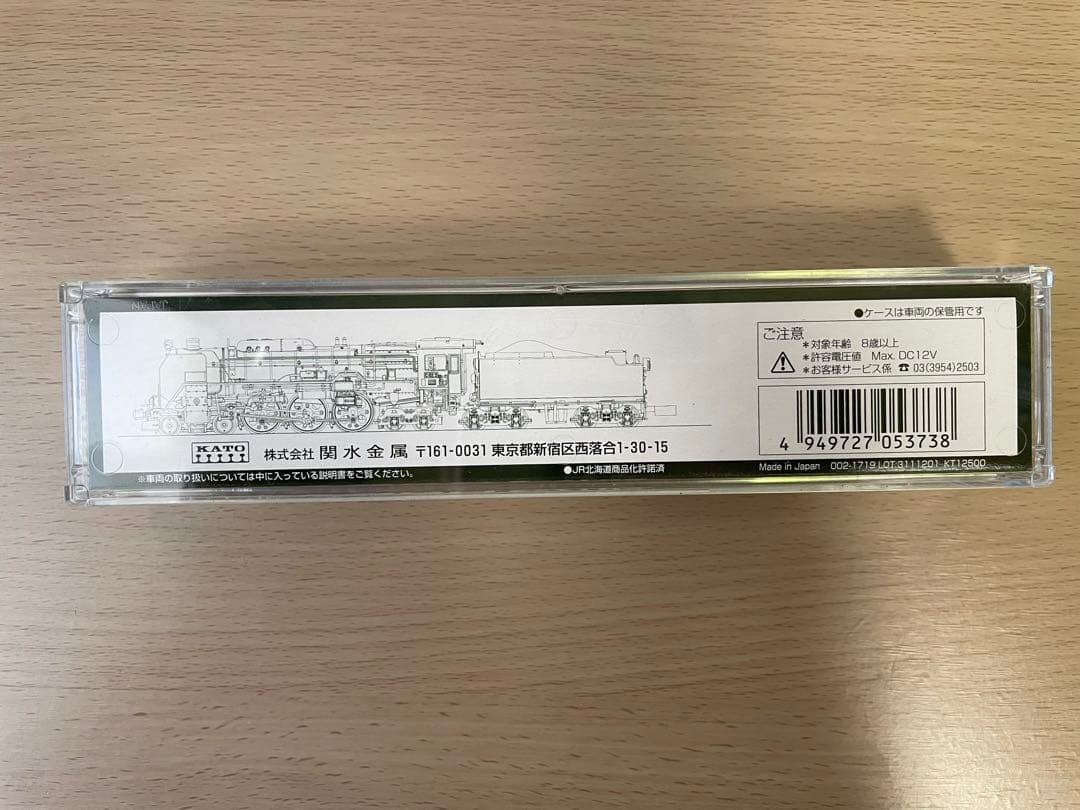 ●ケースは車両の保管用です
ご注意
*対象年齢 8歳以上
*許容電圧値 Max. DC12V
*お客様サービス係 ☎ 03(3954)2503
KATO
株式会社 関水金属 〒161-0031 東京都新宿区西落合1-30-15
4 949727 053738
※車両の取り扱いについては中に入っている説明書をご覧ください。
●JR北海道商品化許諾済
Made in Japan 002-1719 LOT 3111201 KT12500